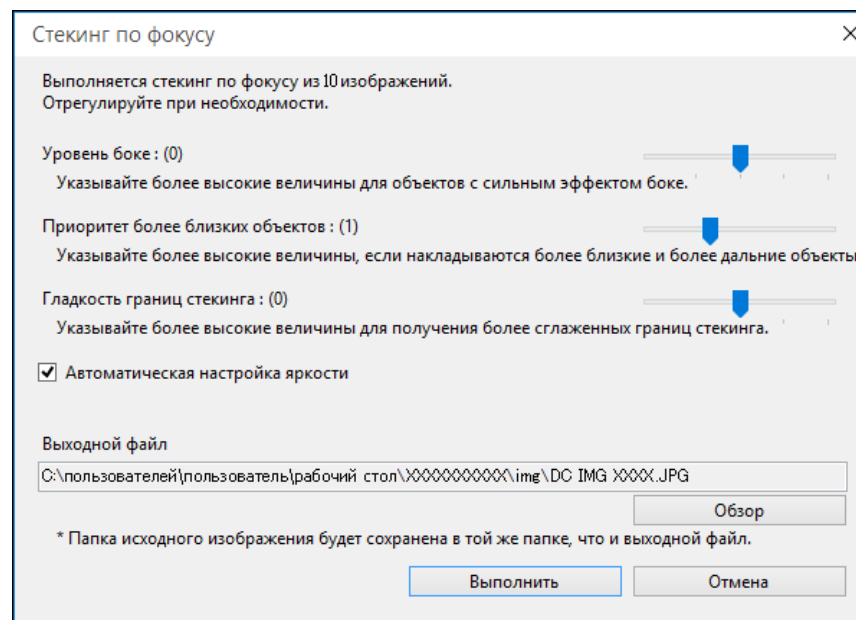 Стекинг по фокусу
Выполняется стекинг по фокусу из 10 изображений.
Отрегулируйте при необходимости.
Уровень боке : (0)
Указывайте более высокие величины для объектов с сильным эффектом боке.
Приоритет более близких объектов : (1)
Указывайте более высокие величины, если накладываются более близкие и более дальние объекты
Гладкость границ стекинга : (0)
Указывайте более высокие величины для получения более сглаженных границ стекинга.
Автоматическая настройка яркости
Выходной файл
C:\пользователей\пользователь\рабочий стол\XXXXXXXXXXX\img\DC IMG XXXX.JPG
Обзор
* Папка исходного изображения будет сохранена в той же папке, что и выходной файл.
Выполнить Отмена